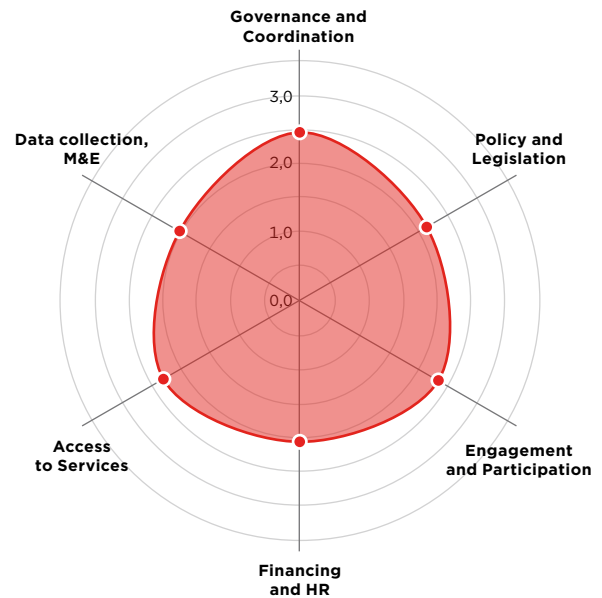 Governance and
Coordination
3,0
Data collection,
M&E
Policy and
Legislation
2,0
1,0
0,0
Access
to Services
Engagement
and Participation
Financing
and HR